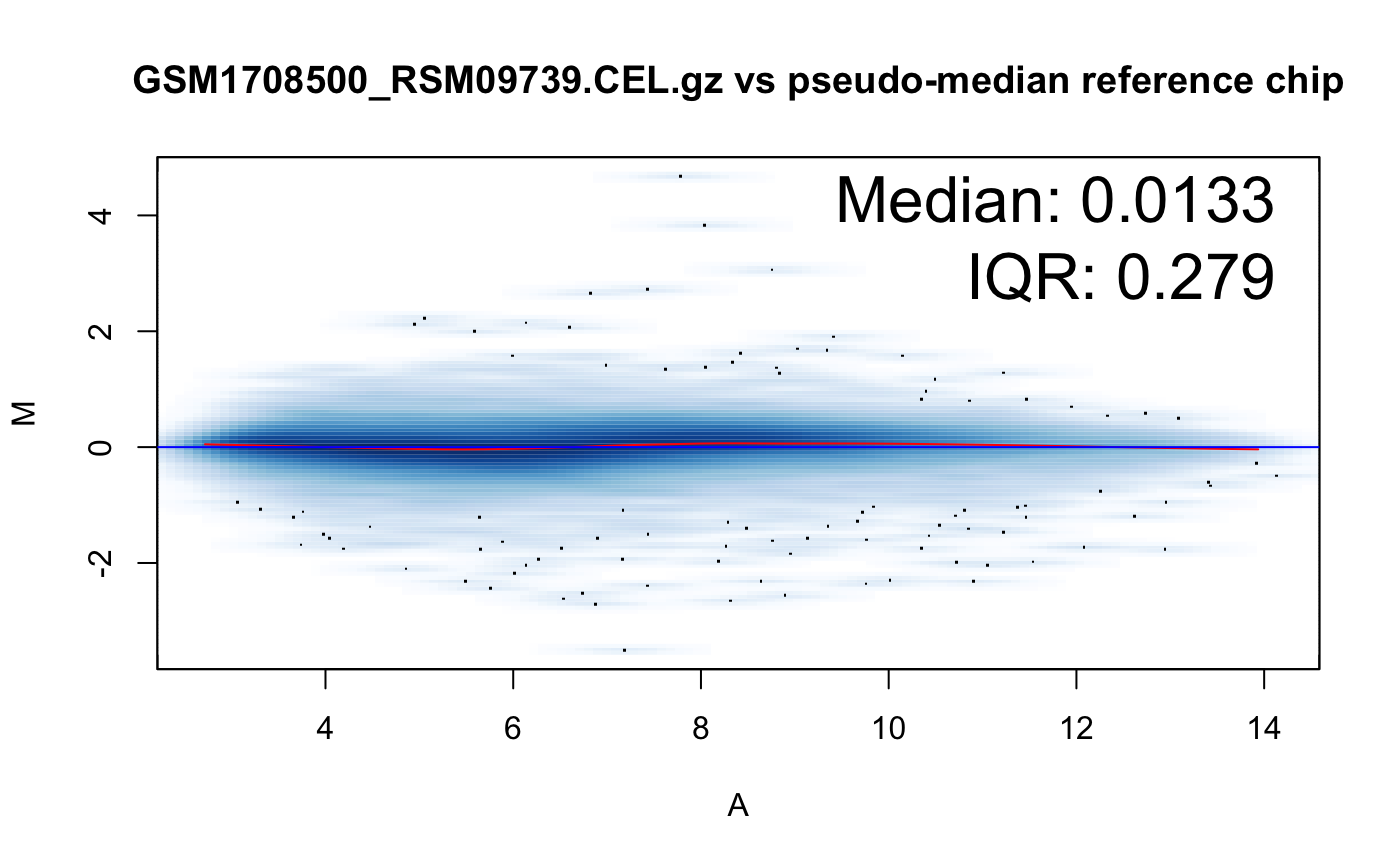 GSM1708500_RSM09739.CEL.gz vs pseudo-median reference chip
Median: 0.0133
IQR: 0.279
M
4
2
0
-2
4 6 8 10 12 14
A